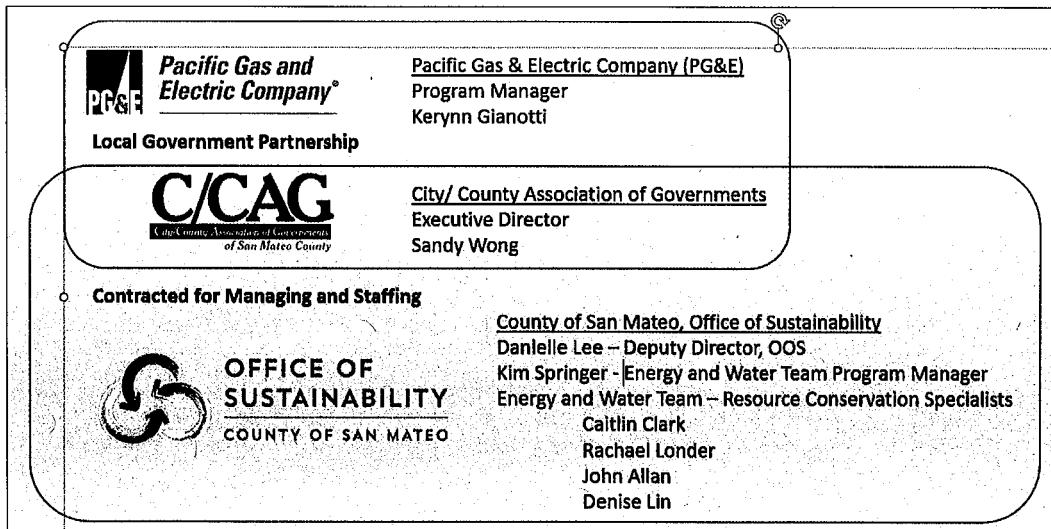 PG&E
Pacific Gas and
Electric Company®
Pacific Gas & Electric Company (PG&E)
Program Manager
Kerynn Gianotti
Local Government Partnership
C/CAG
City/County Association of Governments
of San Mateo County
City/ County Association of Governments
Executive Director
Sandy Wong
Contracted for Managing and Staffing
OFFICE OF
SUSTAINABILITY
COUNTY OF SAN MATEO
County of San Mateo, Office of Sustainability
Danielle Lee – Deputy Director, OOS
Kim Springer - Energy and Water Team Program Manager
Energy and Water Team – Resource Conservation Specialists
Caitlin Clark
Rachael Londer
John Allan
Denise Lin